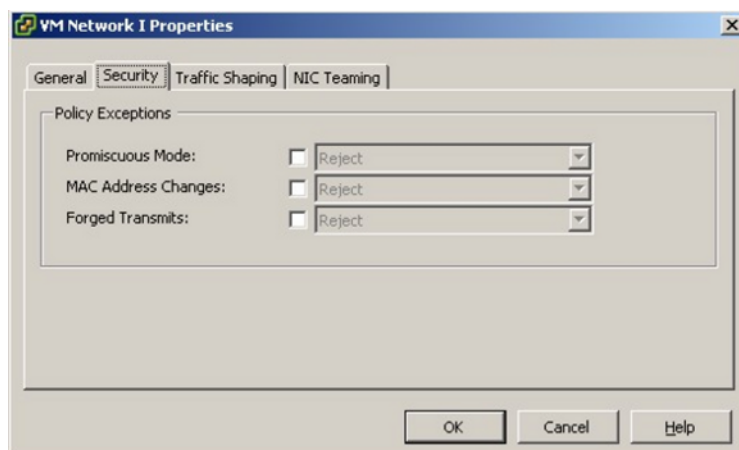 VM Network I Properties
General Security Traffic Shaping NIC Teaming
Policy Exceptions
Promiscuous Mode: Reject
MAC Address Changes: Reject
Forged Transmits: Reject
OK Cancel Help